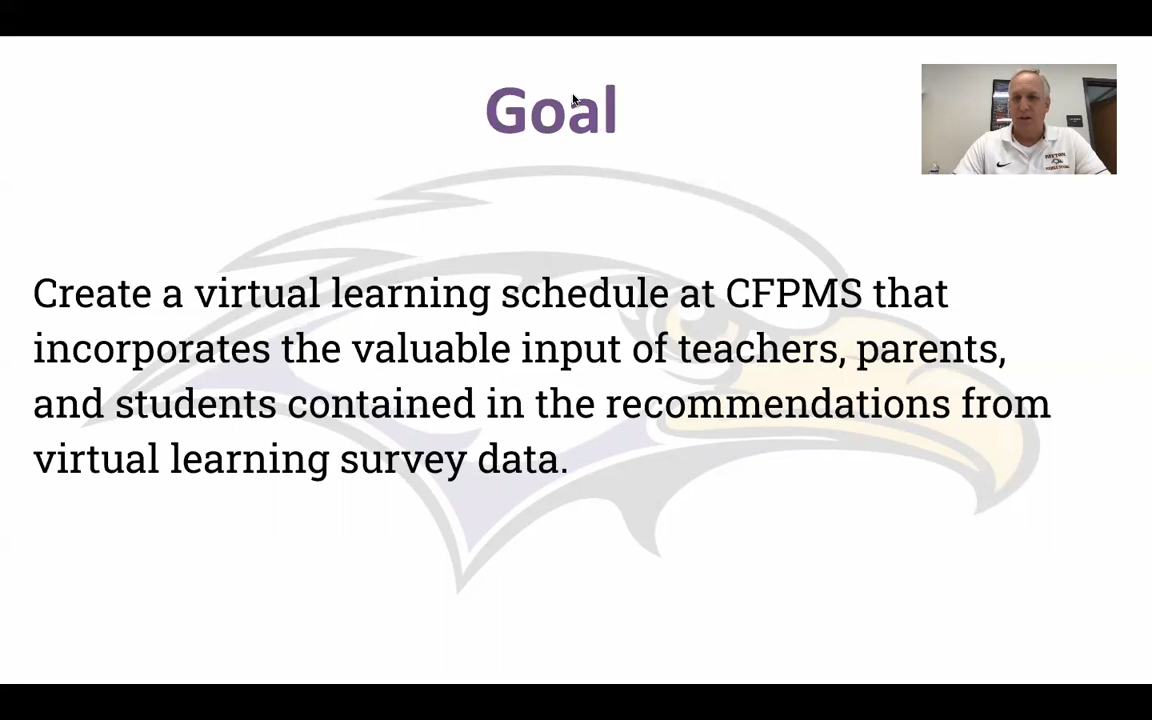 Goal
Create a virtual learning schedule at CFPMS that
incorporates the valuable input of teachers, parents,
and students contained in the recommendations from
virtual learning survey data.